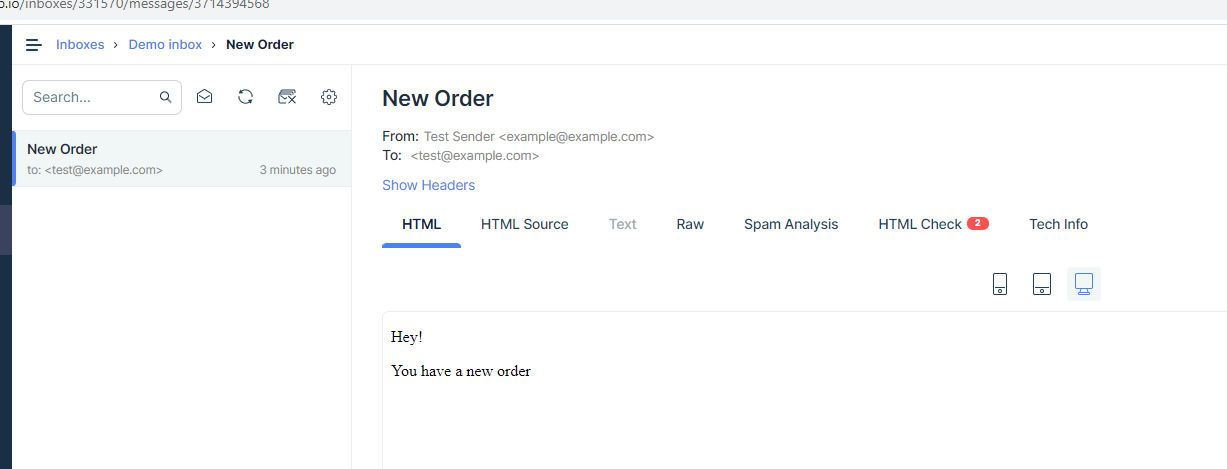 o.io/inboxes/331570/messages/3714394568
Inboxes › Demo inbox › New Order
Search...
New Order
to: <test@example.com> 3 minutes ago
New Order
From: Test Sender <example@example.com>
To: <test@example.com>
Show Headers
HTML HTML Source Text Raw Spam Analysis HTML Check 2 Tech Info
Hey!
You have a new order